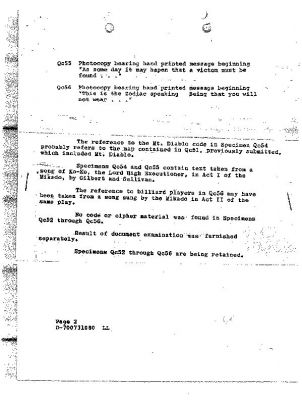 Qc55 Photocopy bearing hand printed message beginning
"As some day it may hapen that a victom must be
found . . ."
Qc56 Photocopy bearing hand printed message beginning
"This is the Zodiac speaking Being that you will
not wear . . ."
The reference to the Mt. Diablo code in Specimen Qc54
probably refers to the map contained in Qc51, previously submitted,
which included Mt. Diablo.
Specimens Qc54 and Qc55 contain text taken from a
song of Ko-Ko, the Lord High Executioner, in Act I of the
Mikado, by Gilbert and Sullivan.
The reference to billiard players in Qc56 may have
been taken from a song sung by the Mikado in Act II of the
same play.
No code or cipher material was found in Specimens
Qc52 through Qc56.
Result of document examination was furnished
separately.
Specimens Qc52 through Qc56 are being retained.
Page 2
D-700731080 LL